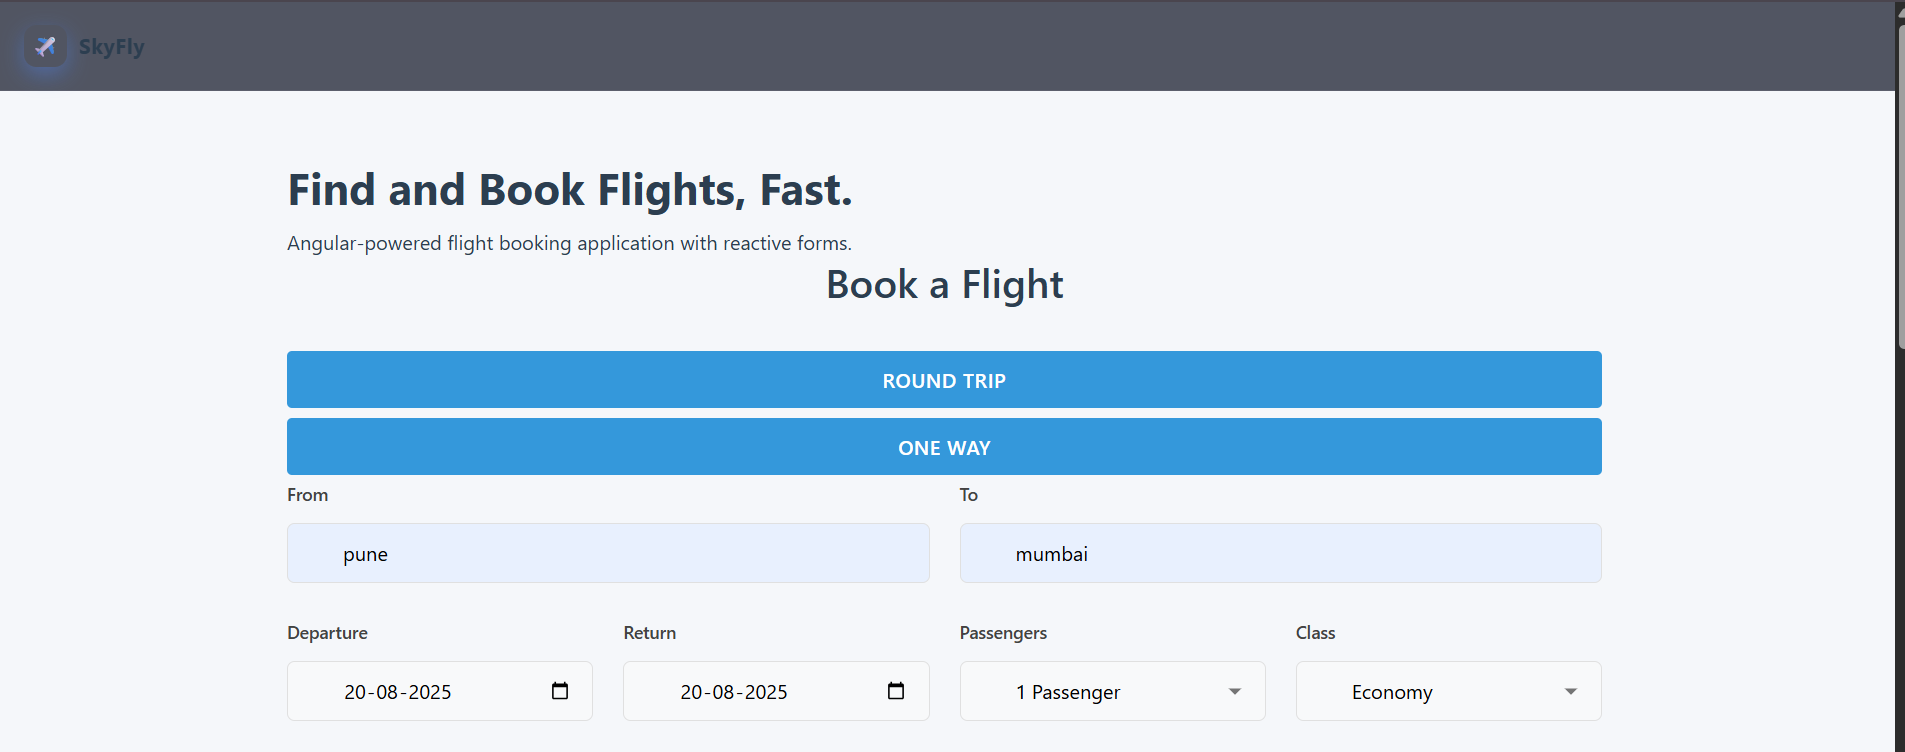 SkyFly
Find and Book Flights, Fast.
Angular-powered flight booking application with reactive forms.
Book a Flight
ROUND TRIP
ONE WAY
From To
pune mumbai
Departure Return Passengers Class
20-08-2025 20-08-2025 1 Passenger Economy